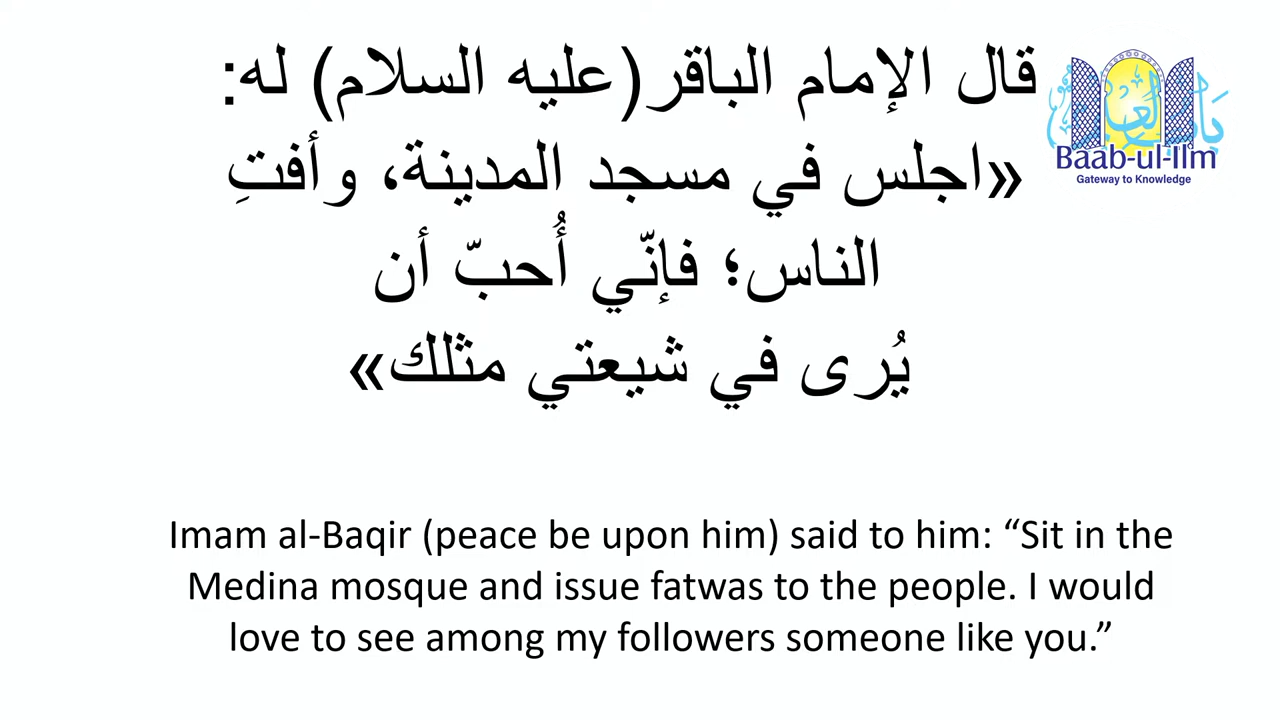 قال الإمام الباقر(عليه السلام) له:
«اجلس في مسجد المدينة، وأفتِ
الناس؛ فإنّي أُحبّ أن
يُرى في شيعتي مثلك»
باب العلم
Baab-ul-Ilm
Gateway to Knowledge
Imam al-Baqir (peace be upon him) said to him: “Sit in the
Medina mosque and issue fatwas to the people. I would
love to see among my followers someone like you.”